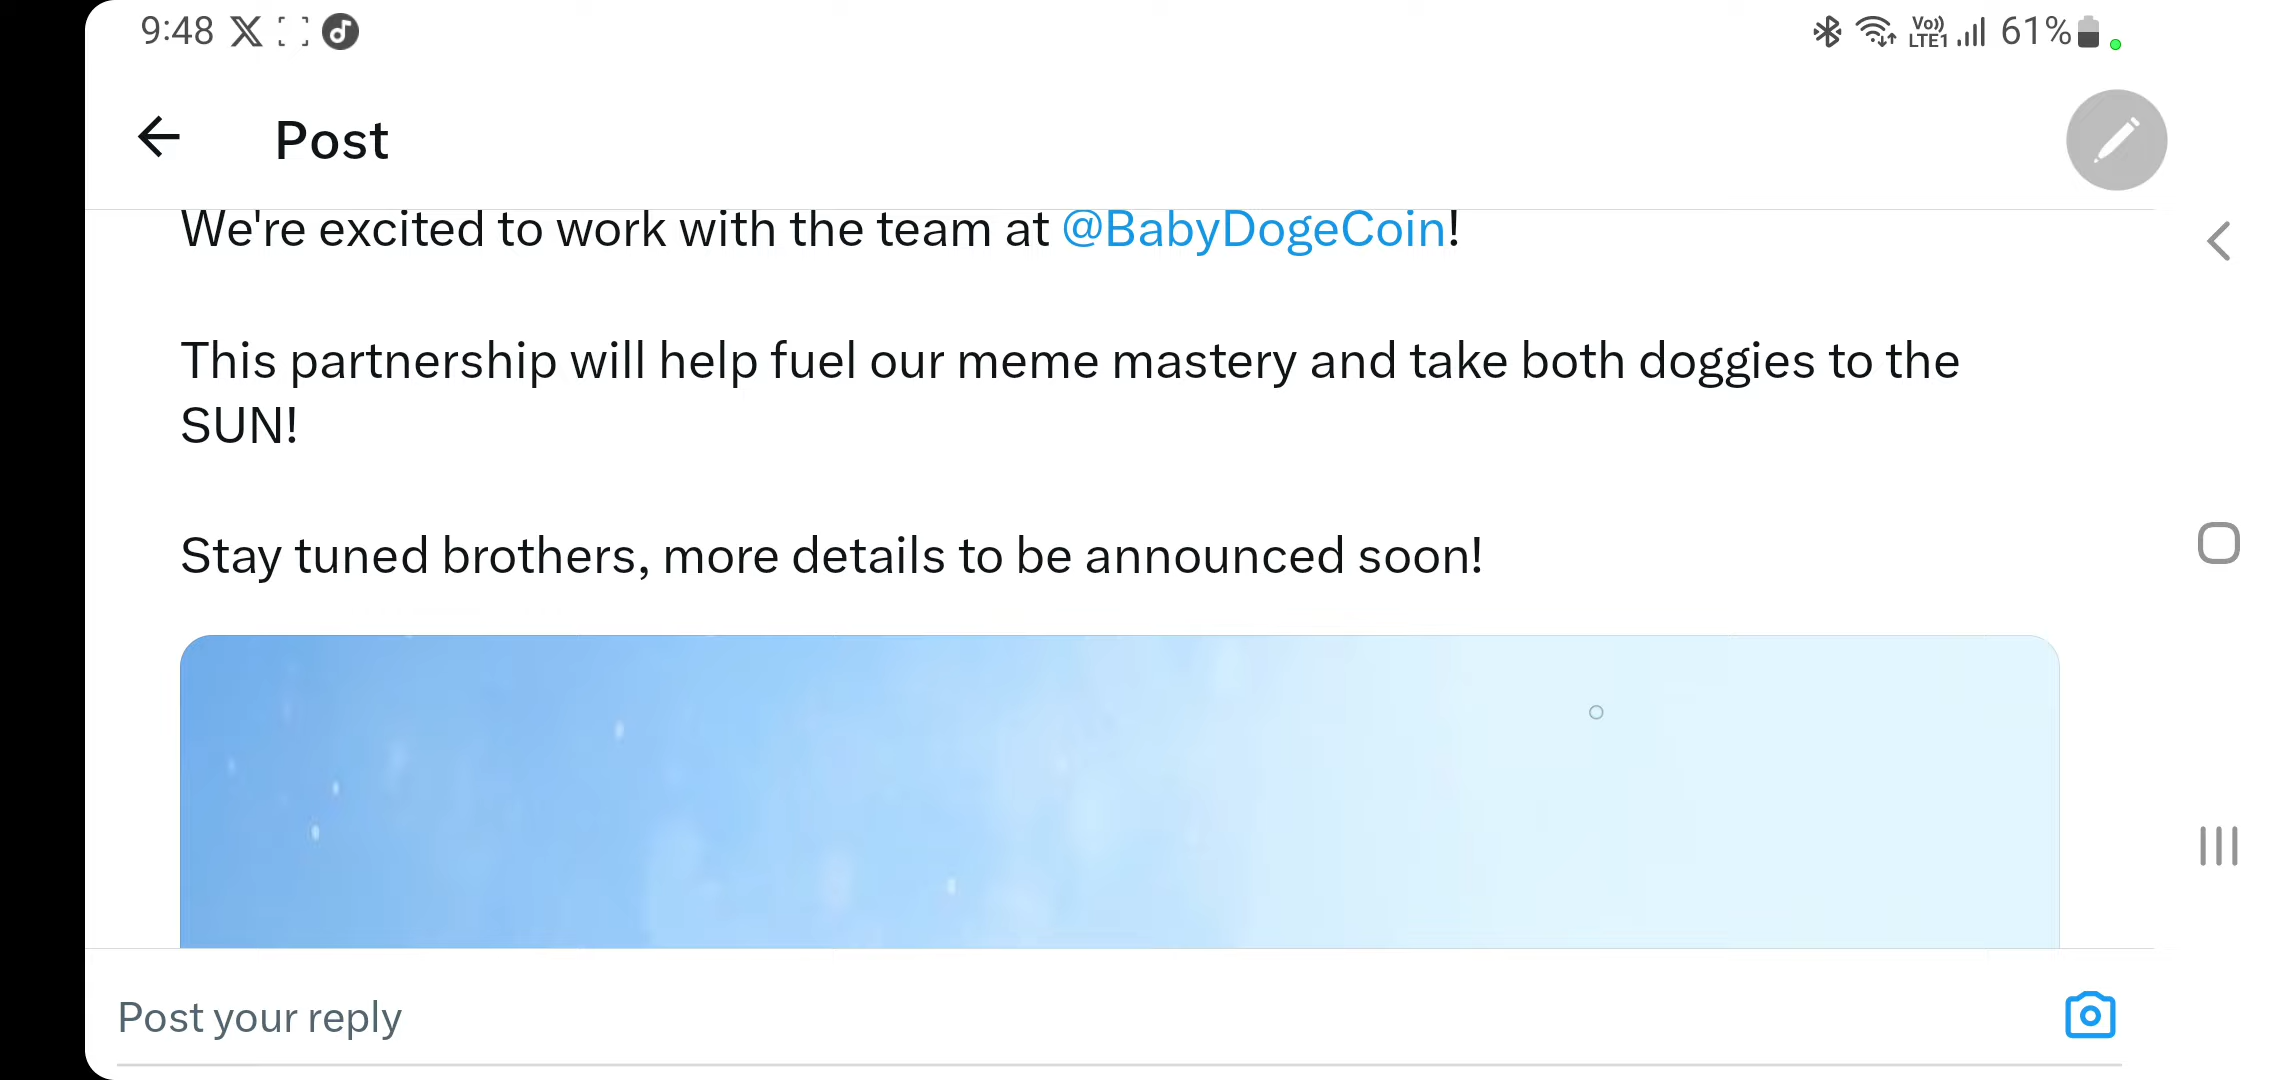 9:48
Vo))
LTE1
61%
Post
We're excited to work with the team at @BabyDogeCoin!
This partnership will help fuel our meme mastery and take both doggies to the
SUN!
Stay tuned brothers, more details to be announced soon!
Post your reply